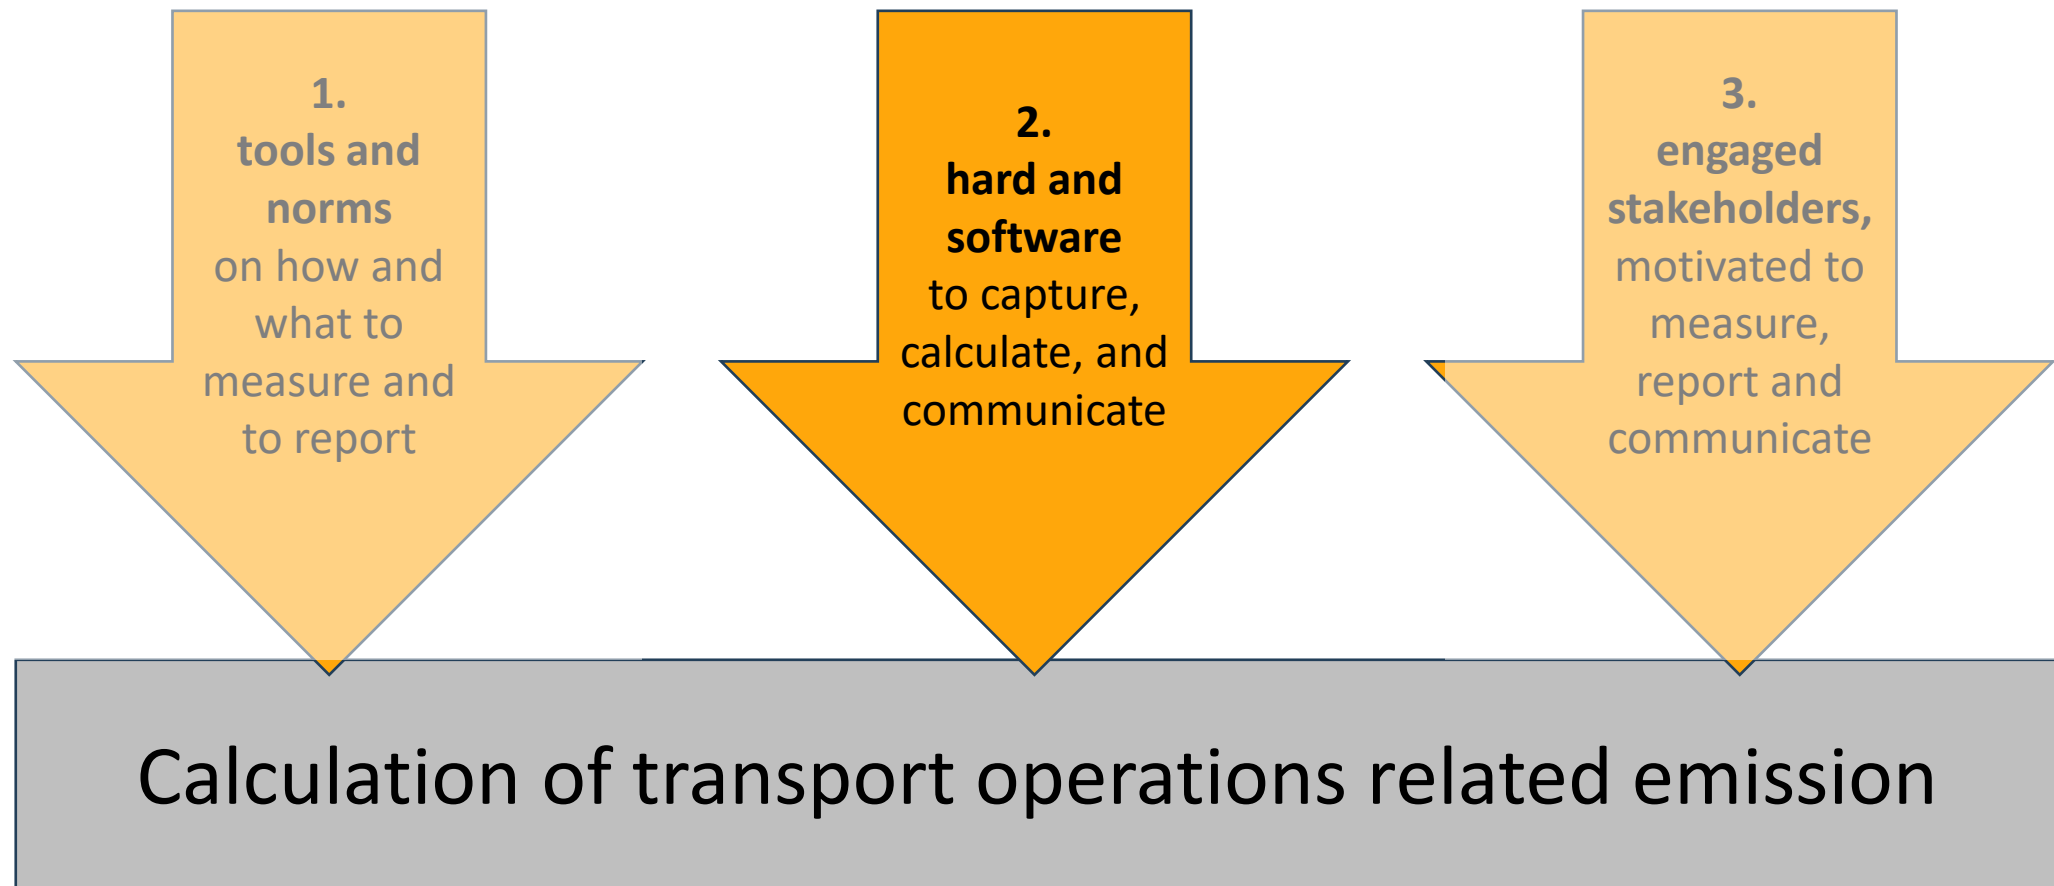 1.
tools and
norms
on how and
what to
measure and
to report
2.
hard and
software
to capture,
calculate, and
communicate
3.
engaged
stakeholders,
motivated to
measure,
report and
communicate
Calculation of transport operations related emission